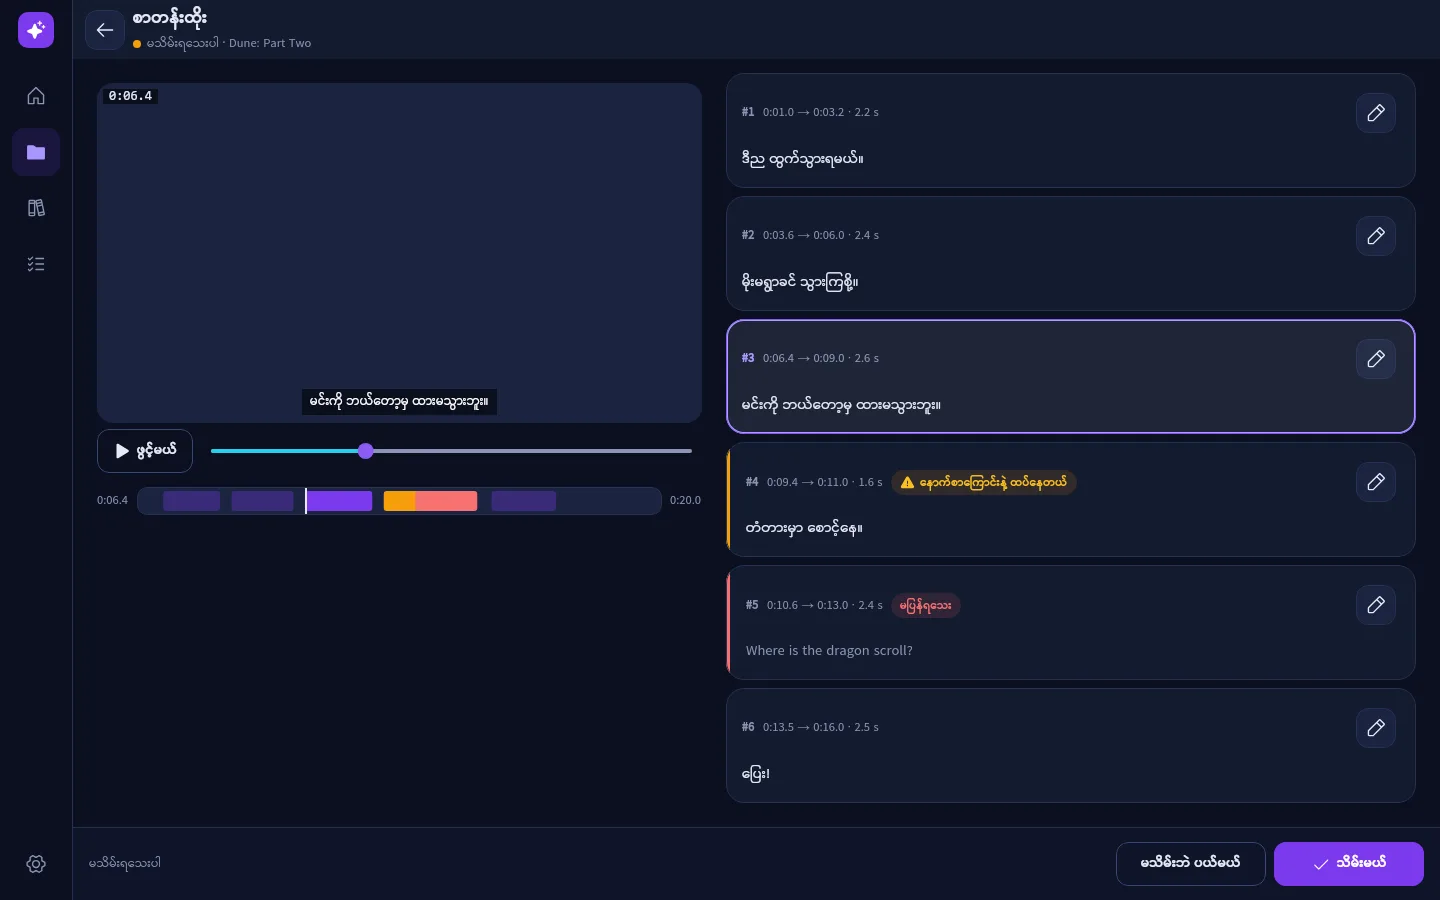 စာတန်းထိုး
မသိမ်းရသေးပါ · Dune: Part Two
0:06.4
မင်းကို ဘယ်တော့မှ ထားမသွားဘူး။
ဖွင့်မယ်
0:06.4
0:20.0
#1 0:01.0 → 0:03.2 · 2.2 s
ဒီည ထွက်သွားရမယ်။
#2 0:03.6 → 0:06.0 · 2.4 s
မိုးမရွာခင် သွားကြစို့။
#3 0:06.4 → 0:09.0 · 2.6 s
မင်းကို ဘယ်တော့မှ ထားမသွားဘူး။
#4 0:09.4 → 0:11.0 · 1.6 s နောက်စာကြောင်းနဲ့ ထပ်နေတယ်
တံတားမှာ စောင့်နေ။
#5 0:10.6 → 0:13.0 · 2.4 s မပြန်ရသေး
Where is the dragon scroll?
#6 0:13.5 → 0:16.0 · 2.5 s
ပြေး!
မသိမ်းရသေးပါ
မသိမ်းဘဲ ပယ်မယ်
သိမ်းမယ်